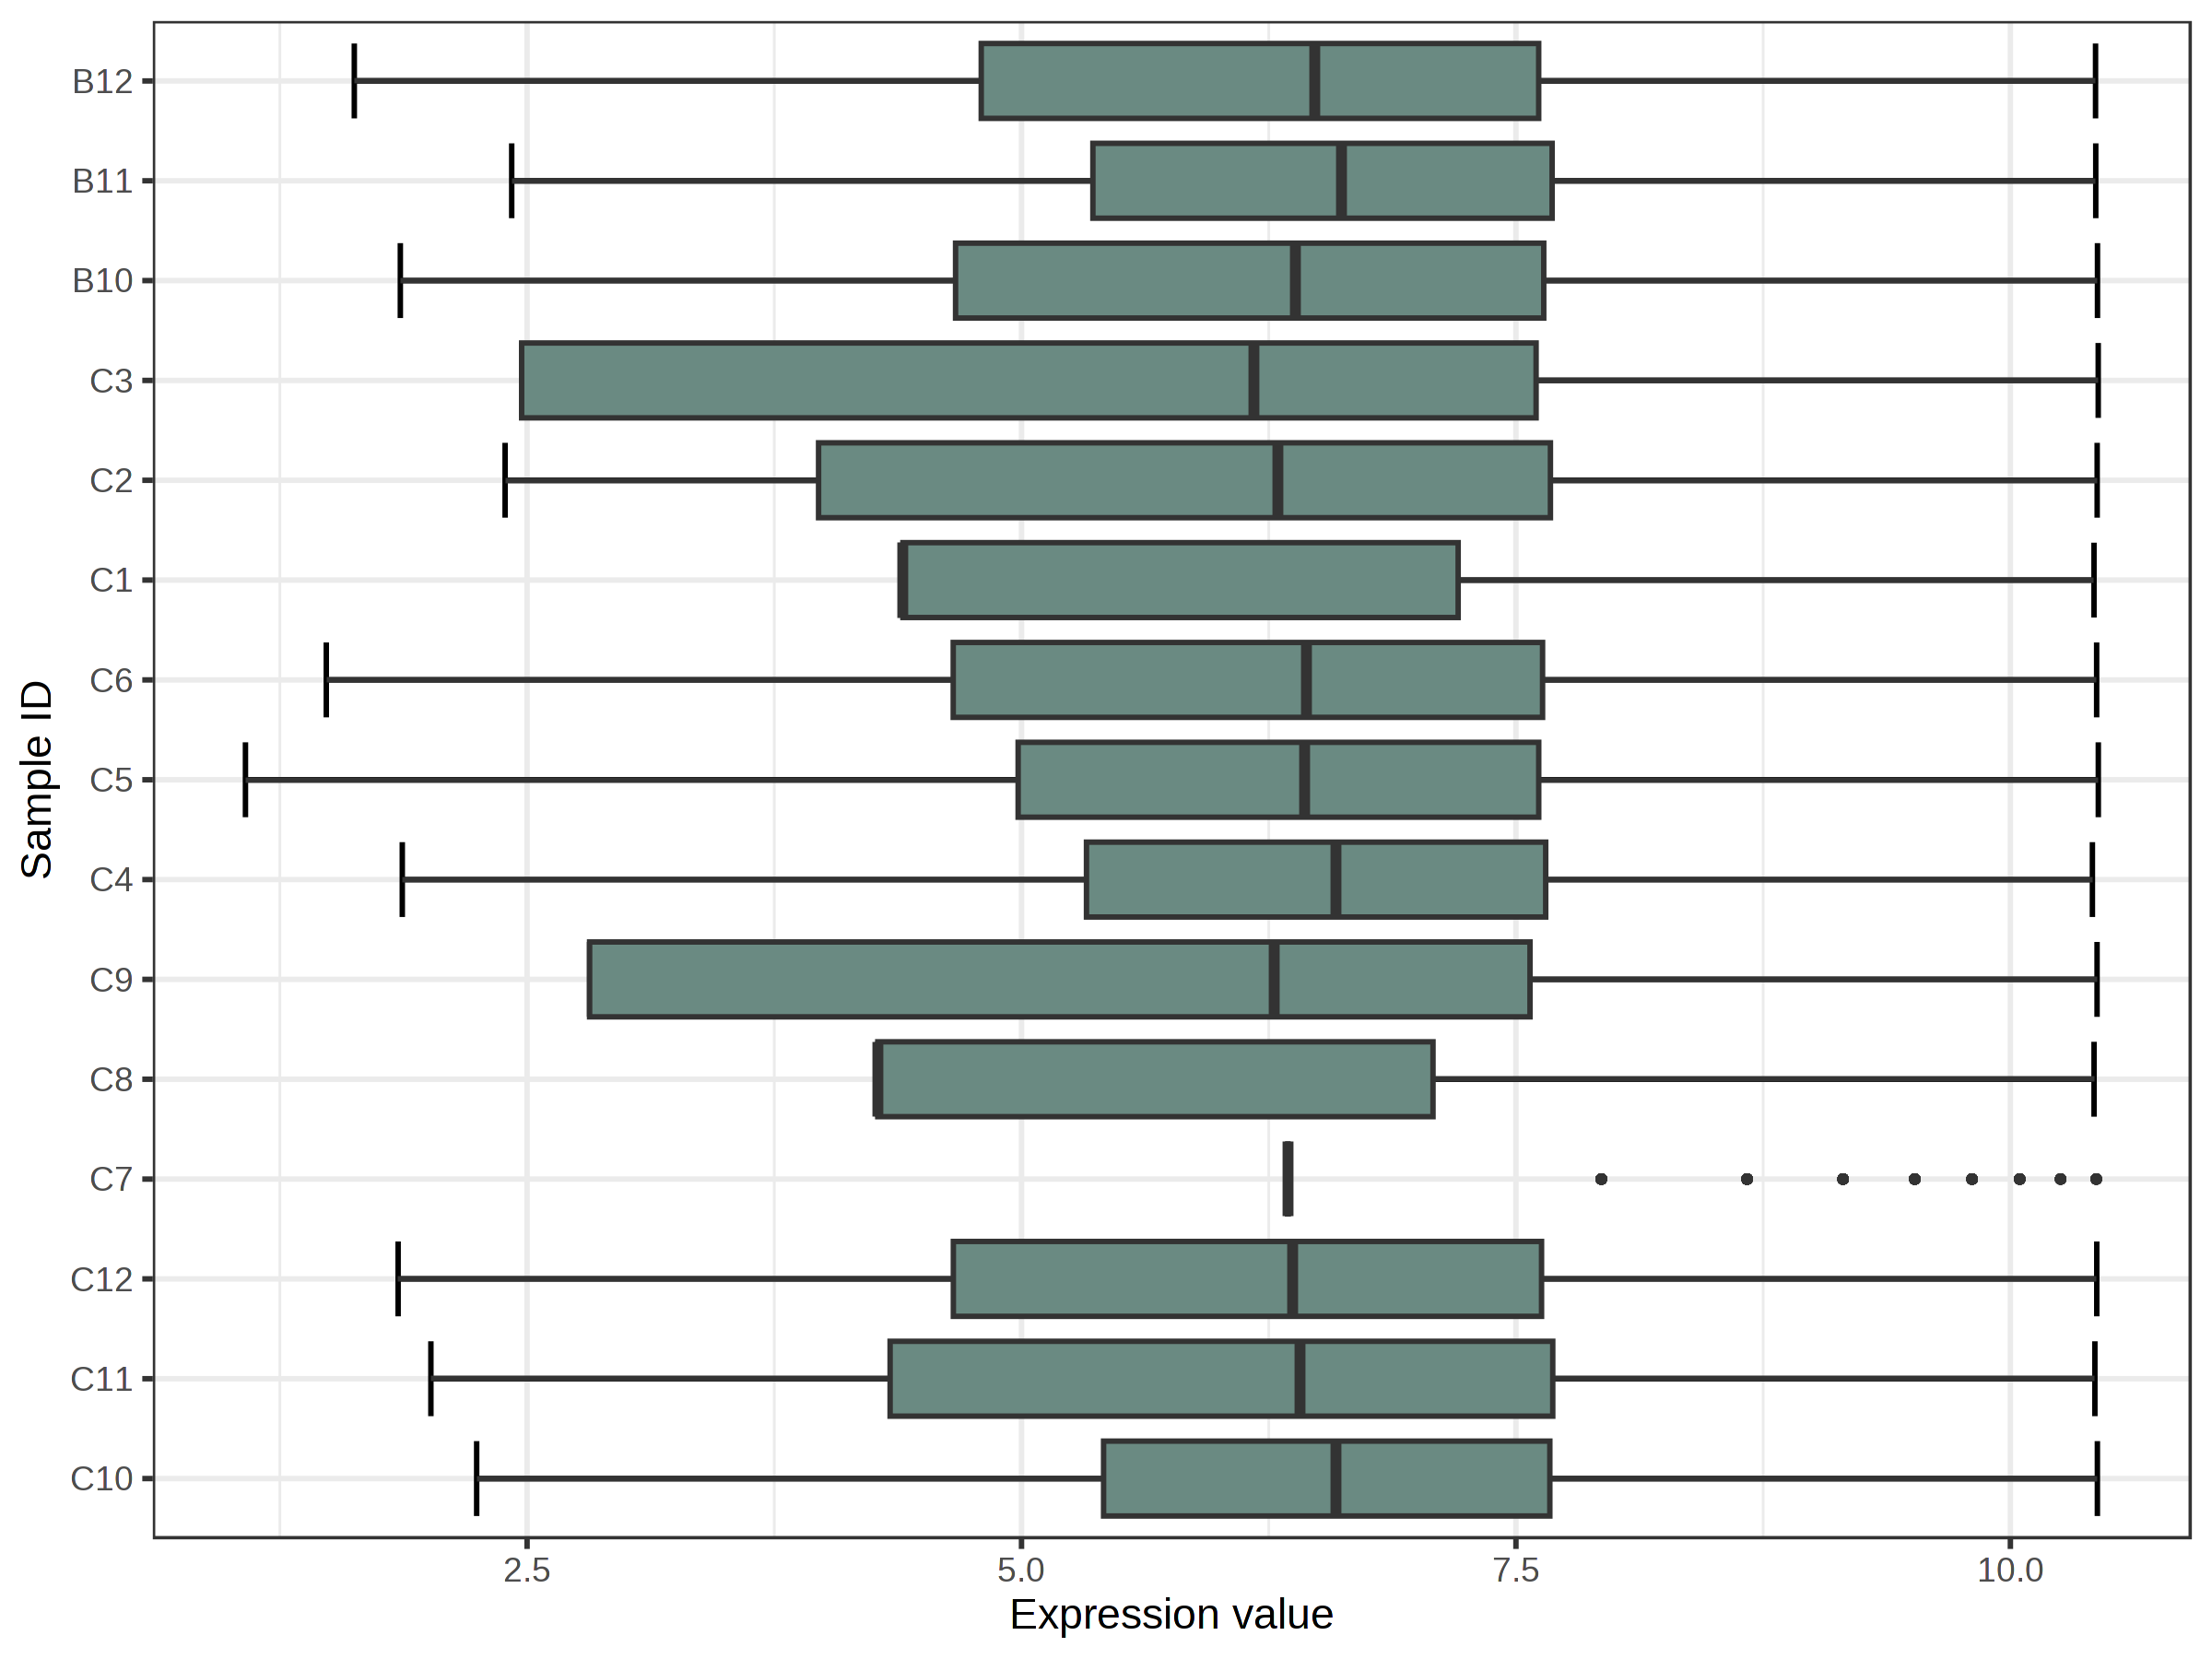 B12
B11
B10
C3
C2
C1
C6
C5
C4
C9
C8
C7
C12
C11
C10
Sample ID
2.5 5.0 7.5 10.0
Expression value